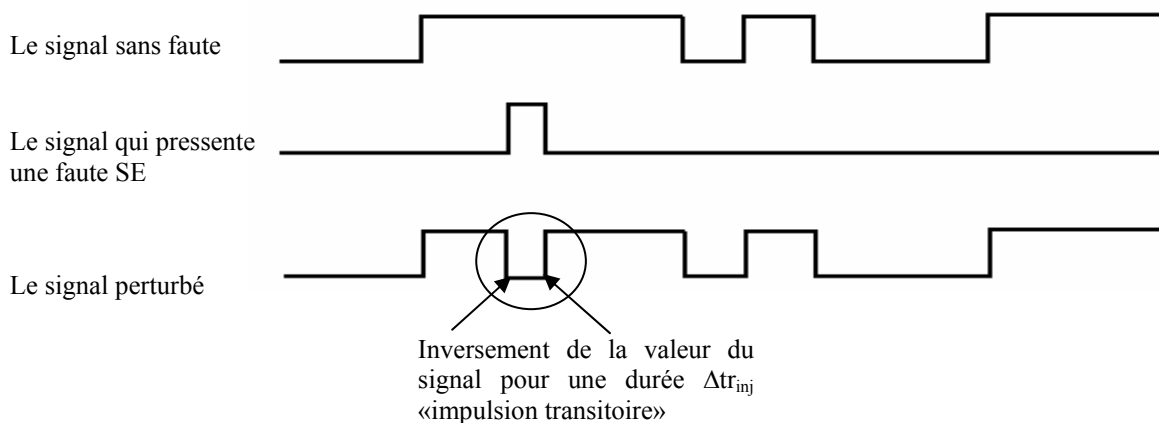 Le signal sans faute
Le signal qui pressente
une faute SE
Le signal perturbé
Inversement de la valeur du
signal pour une durée Δtrinj
«impulsion transitoire»